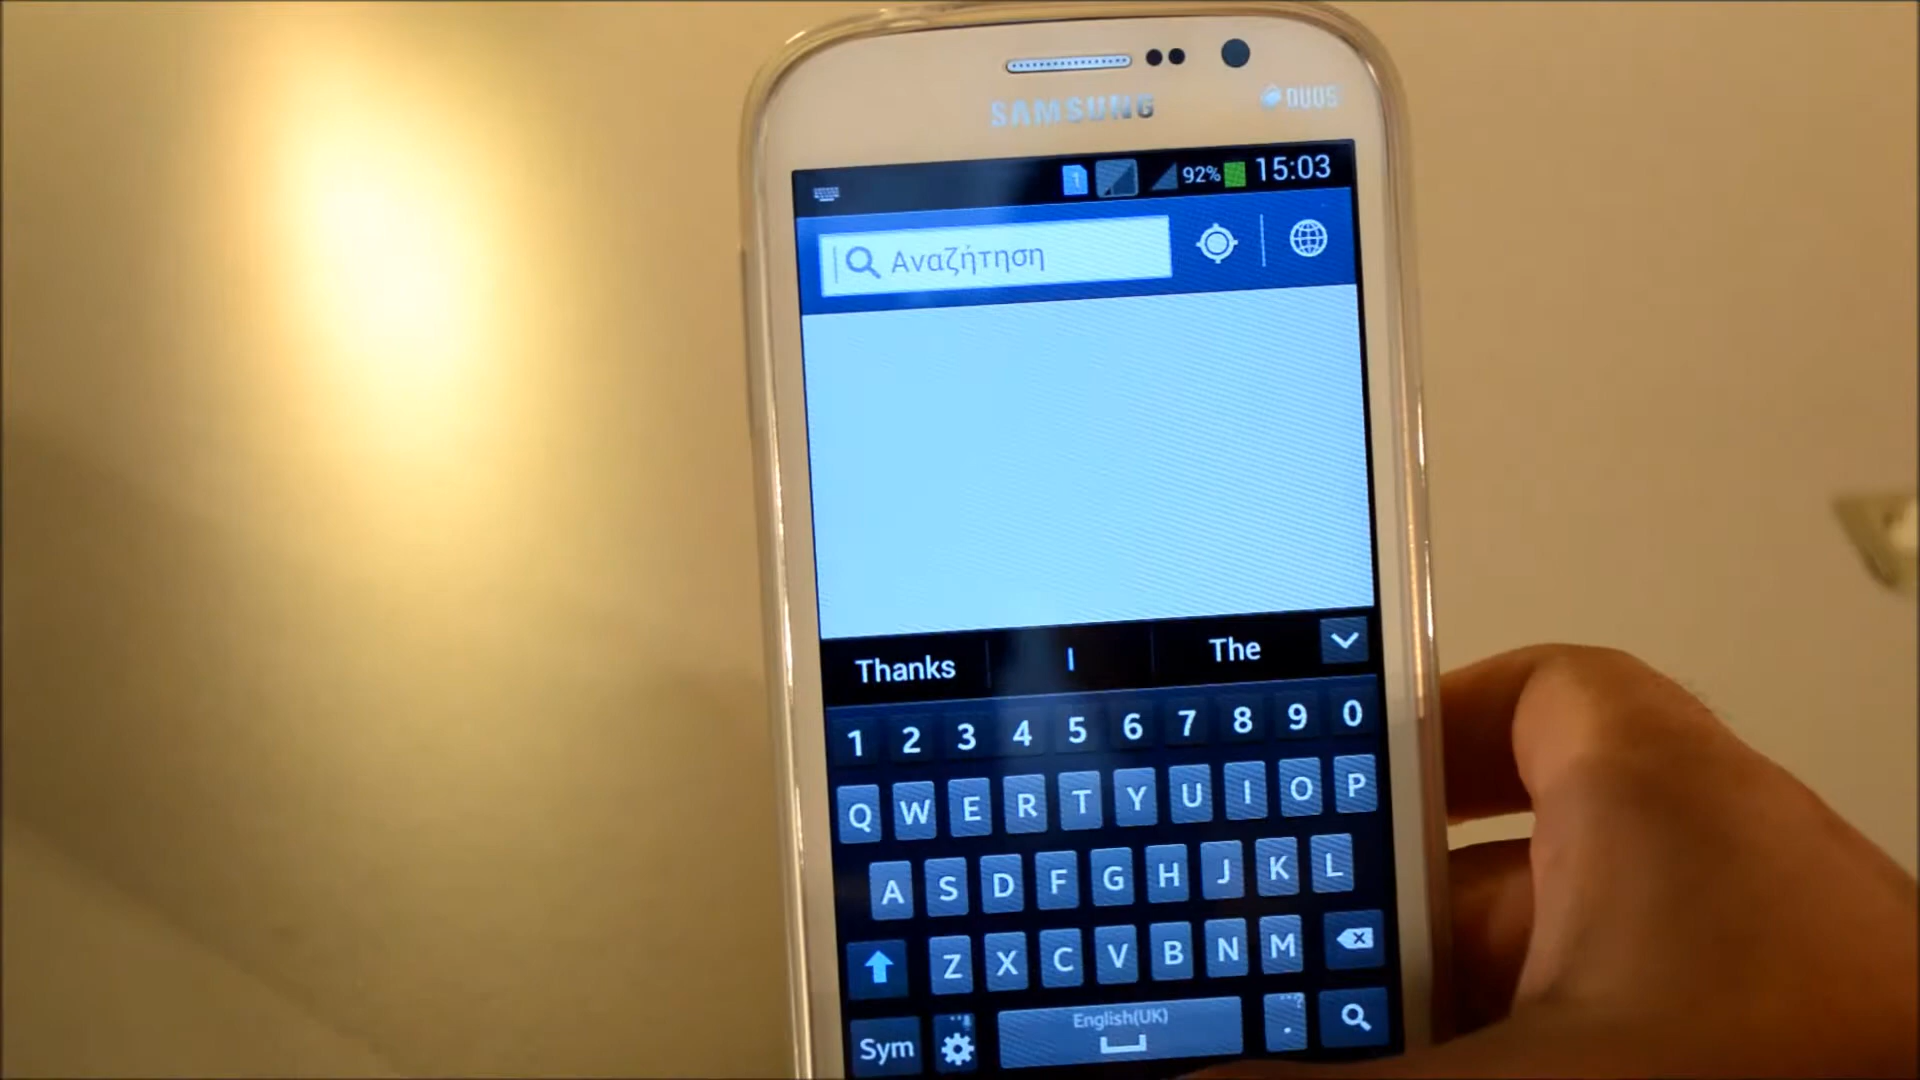 SAMSUNG
DUOS
1 92% 15:03
Αναζήτηση
Thanks I The
1 2 3 4 5 6 7 8 9 0
Q W E R T Y U I O P
A S D F G H J K L
Z X C V B N M
Sym English(UK) . ?